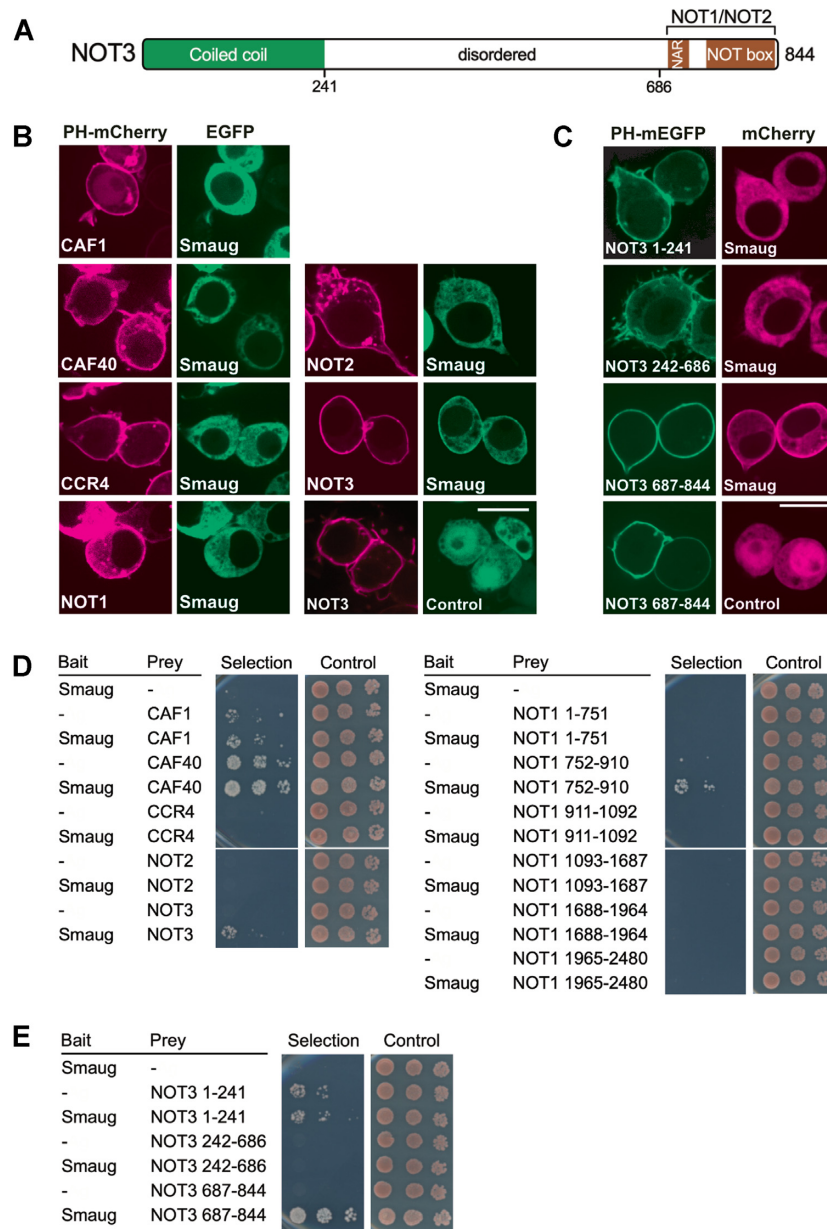 A
NOT1/NOT2
NOT3
Coiled coil
disordered
NAR
NOT box
844
241
686
B
PH-mCherry
EGFP
CAF1
Smaug
CAF40
Smaug
NOT2
Smaug
CCR4
Smaug
NOT3
Smaug
NOT1
Smaug
NOT3
Control
C
PH-mEGFP
mCherry
NOT3 1-241
Smaug
NOT3 242-686
Smaug
NOT3 687-844
Smaug
NOT3 687-844
Control
D
Bait Prey Selection Control
Smaug -
- CAF1
Smaug CAF1
- CAF40
Smaug CAF40
- CCR4
Smaug CCR4
- NOT2
Smaug NOT2
- NOT3
Smaug NOT3
Bait Prey Selection Control
Smaug -
- NOT1 1-751
Smaug NOT1 1-751
- NOT1 752-910
Smaug NOT1 752-910
- NOT1 911-1092
Smaug NOT1 911-1092
- NOT1 1093-1687
Smaug NOT1 1093-1687
- NOT1 1688-1964
Smaug NOT1 1688-1964
- NOT1 1965-2480
Smaug NOT1 1965-2480
E
Bait Prey Selection Control
Smaug -
- NOT3 1-241
Smaug NOT3 1-241
- NOT3 242-686
Smaug NOT3 242-686
- NOT3 687-844
Smaug NOT3 687-844